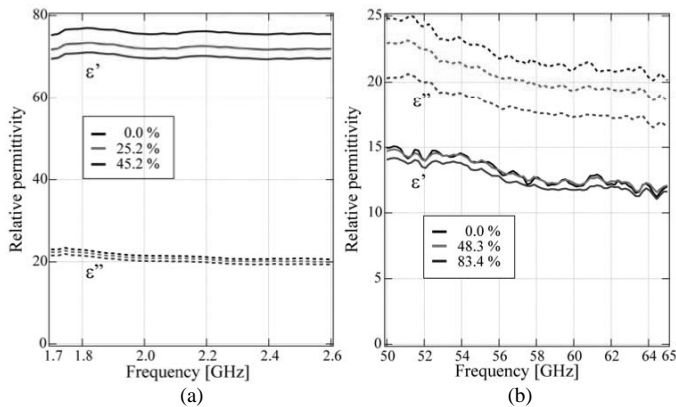 80
60
40
20
0
Relative permittivity
ε'
0.0 %
25.2 %
45.2 %
ε"
1.7 1.8 2.0 2.2 2.4 2.6
Frequency [GHz]
(a)
25
20
15
10
5
0
Relative permittivity
ε"
ε'
0.0 %
48.3 %
83.4 %
50 52 54 56 58 60 62 64 65
Frequency [GHz]
(b)